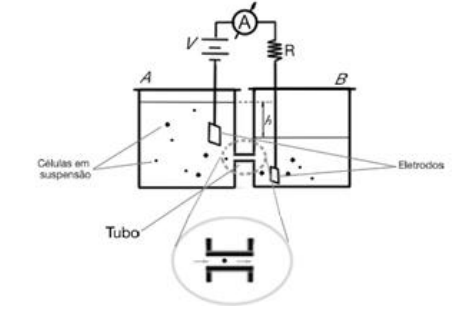 A
V
R
A
B
h
Células em
suspensão
Eletrodos
Tubo